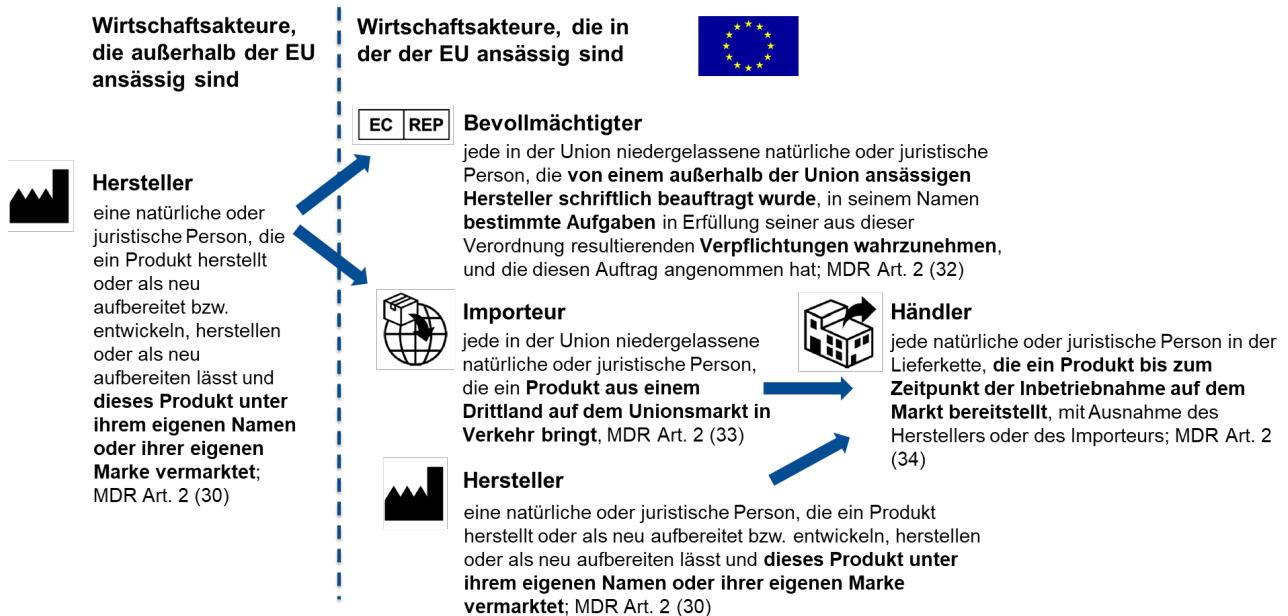 Wirtschaftsakteure,
die außerhalb der EU
ansässig sind
Wirtschaftsakteure, die in
der der EU ansässig sind
Hersteller
eine natürliche oder
juristische Person, die
ein Produkt herstellt
oder als neu
aufbereitet bzw.
entwickeln, herstellen
oder als neu
aufbereiten lässt und
dieses Produkt unter
ihrem eigenen Namen
oder ihrer eigenen
Marke vermarktet;
MDR Art. 2 (30)
EC REP
Bevollmächtigter
jede in der Union niedergelassene natürliche oder juristische
Person, die von einem außerhalb der Union ansässigen
Hersteller schriftlich beauftragt wurde, in seinem Namen
bestimmte Aufgaben in Erfüllung seiner aus dieser
Verordnung resultierenden Verpflichtungen wahrzunehmen,
und die diesen Auftrag angenommen hat; MDR Art. 2 (32)
Importeur
jede in der Union niedergelassene
natürliche oder juristische Person,
die ein Produkt aus einem
Drittland auf dem Unionsmarkt in
Verkehr bringt, MDR Art. 2 (33)
Händler
jede natürliche oder juristische Person in der
Lieferkette, die ein Produkt bis zum
Zeitpunkt der Inbetriebnahme auf dem
Markt bereitstellt, mit Ausnahme des
Herstellers oder des Importeurs; MDR Art. 2
(34)
Hersteller
eine natürliche oder juristische Person, die ein Produkt
herstellt oder als neu aufbereitet bzw. entwickeln, herstellen
oder als neu aufbereiten lässt und dieses Produkt unter
ihrem eigenen Namen oder ihrer eigenen Marke
vermarktet; MDR Art. 2 (30)